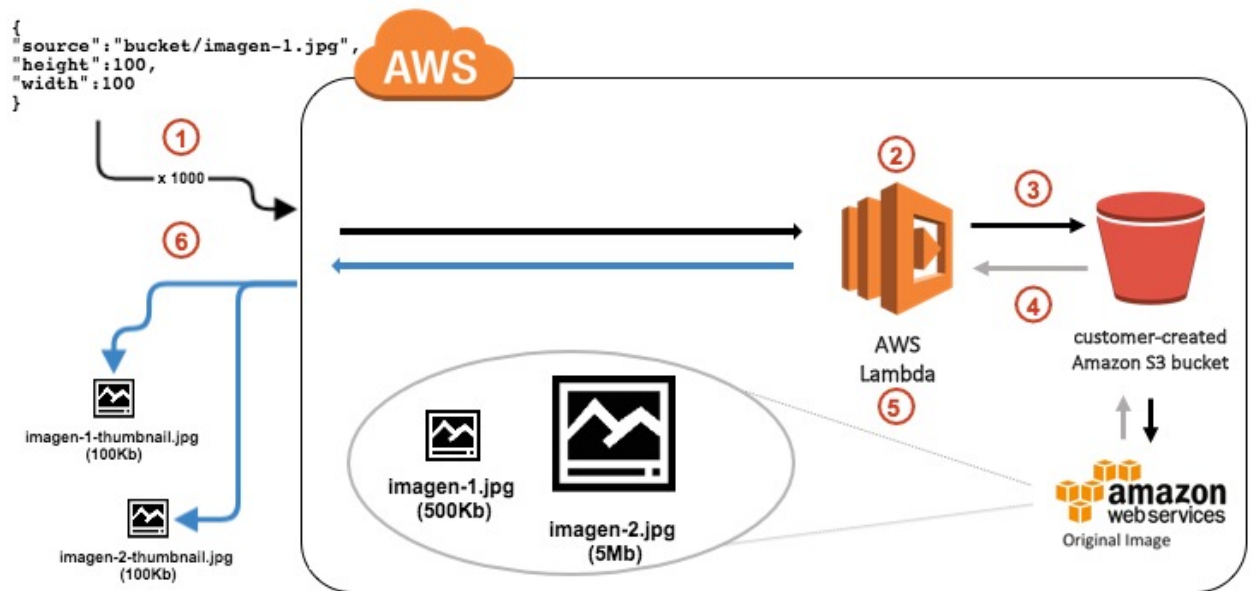 {
"source":"bucket/imagen-1.jpg",
"height":100,
"width":100
}
AWS
1
x 1000
2
3
6
4
AWS
Lambda
5
customer-created
Amazon S3 bucket
imagen-1-thumbnail.jpg
(100Kb)
imagen-1.jpg
(500Kb)
imagen-2.jpg
(5Mb)
amazon
webservices
Original Image
imagen-2-thumbnail.jpg
(100Kb)